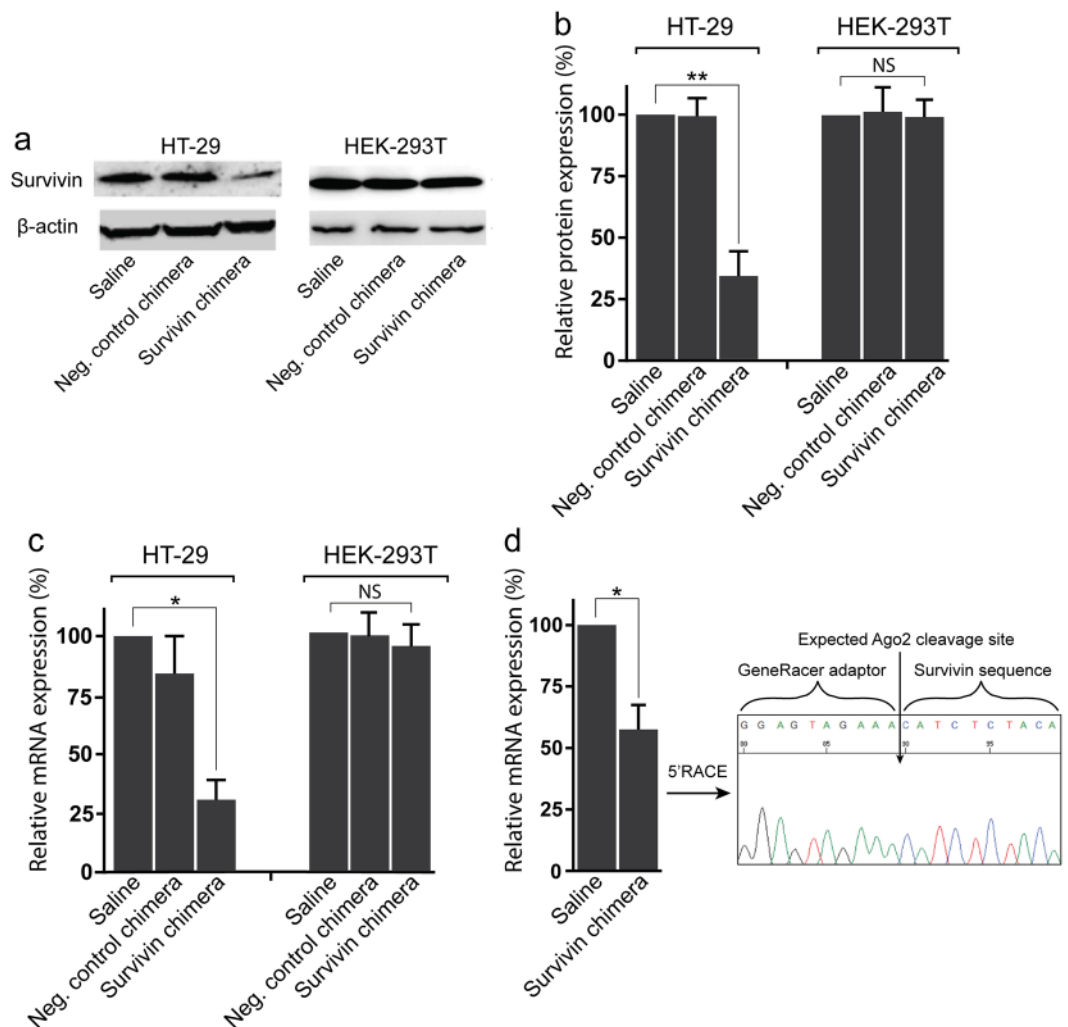 a
HT-29 HEK-293T
Survivin
β-actin
Saline
Neg. control chimera
Survivin chimera
Saline
Neg. control chimera
Survivin chimera
b
HT-29 HEK-293T
Relative protein expression (%)
** NS
100
75
50
25
0
Saline
Neg. control chimera
Survivin chimera
Saline
Neg. control chimera
Survivin chimera
c
HT-29 HEK-293T
Relative mRNA expression (%)
* NS
100
75
50
25
0
Saline
Neg. control chimera
Survivin chimera
Saline
Neg. control chimera
Survivin chimera
d
Relative mRNA expression (%)
*
100
75
50
25
0
Saline
Survivin chimera
5'RACE
Expected Ago2 cleavage site
GeneRacer adaptor Survivin sequence
G G A G T A G A A A C A T C T C T A C A
80 85 90 95